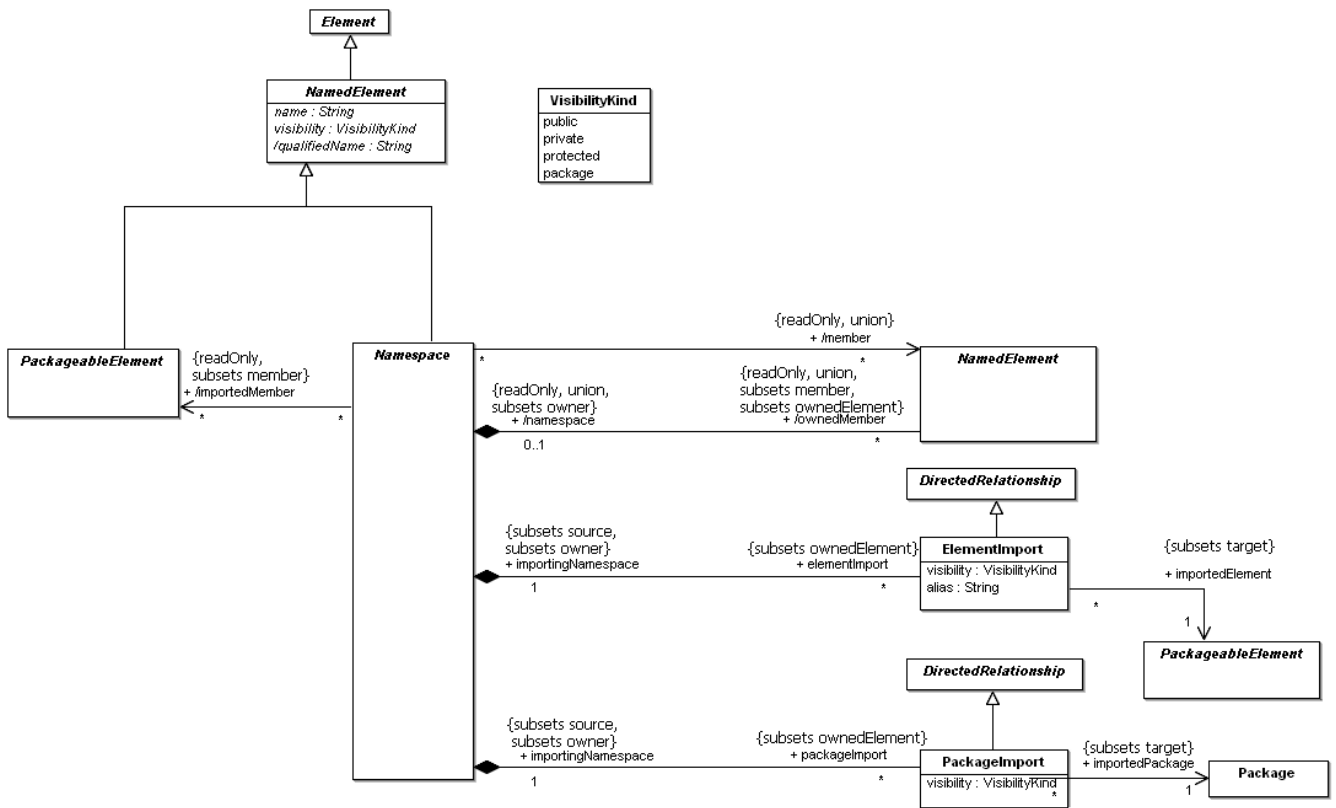 Element
NamedElement
name : String
visibility : VisibilityKind
/qualifiedName : String
VisibilityKind
public
private
protected
package
PackageableElement
{readOnly,
subsets member}
+ /importedMember
*
*
Namespace
{readOnly, union}
+ /member
*
*
NamedElement
{readOnly, union,
subsets owner}
+ /namespace
0..1
{readOnly, union,
subsets member,
subsets ownedElement}
+ /ownedMember
*
DirectedRelationship
{subsets source,
subsets owner}
+ importingNamespace
1
{subsets ownedElement}
+ elementImport
*
ElementImport
visibility : VisibilityKind
alias : String
{subsets target}
+ importedElement
*
1
PackageableElement
DirectedRelationship
{subsets source,
subsets owner}
+ importingNamespace
1
{subsets ownedElement}
+ packageImport
*
PackageImport
visibility : VisibilityKind
{subsets target}
+ importedPackage
*
1
Package